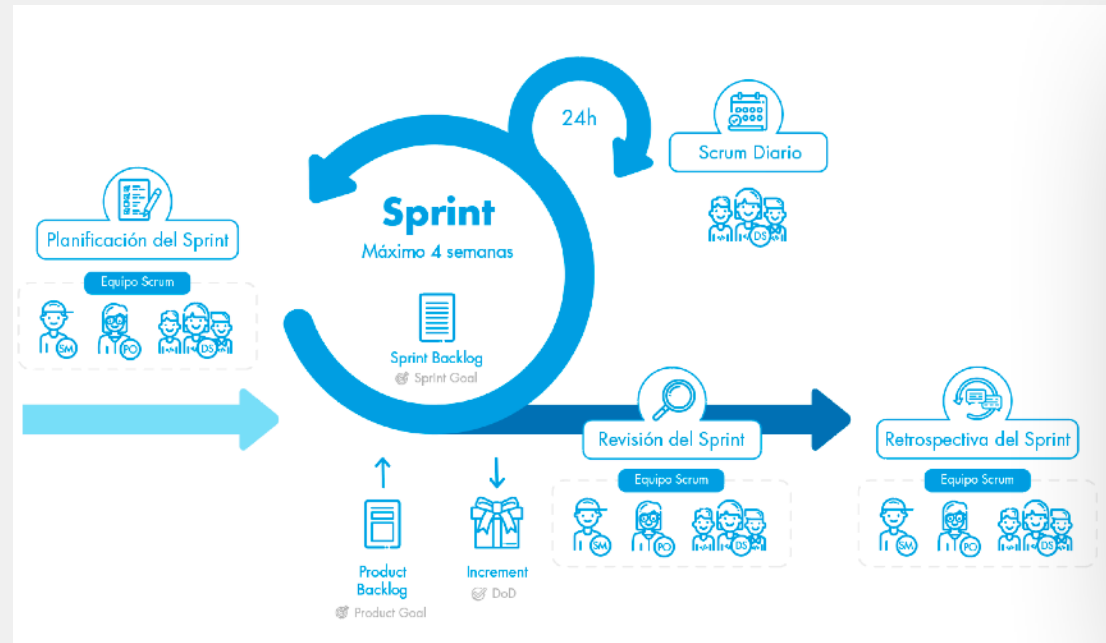 24h
Scrum Diario
DS
Sprint
Máximo 4 semanas
Planificación del Sprint
Equipo Scrum
SM
PO
DS
Sprint Backlog
Sprint Goal
Revisión del Sprint
Equipo Scrum
SM
PO
DS
Retrospectiva del Sprint
Equipo Scrum
SM
PO
DS
Product
Backlog
Product Goal
Increment
DoD